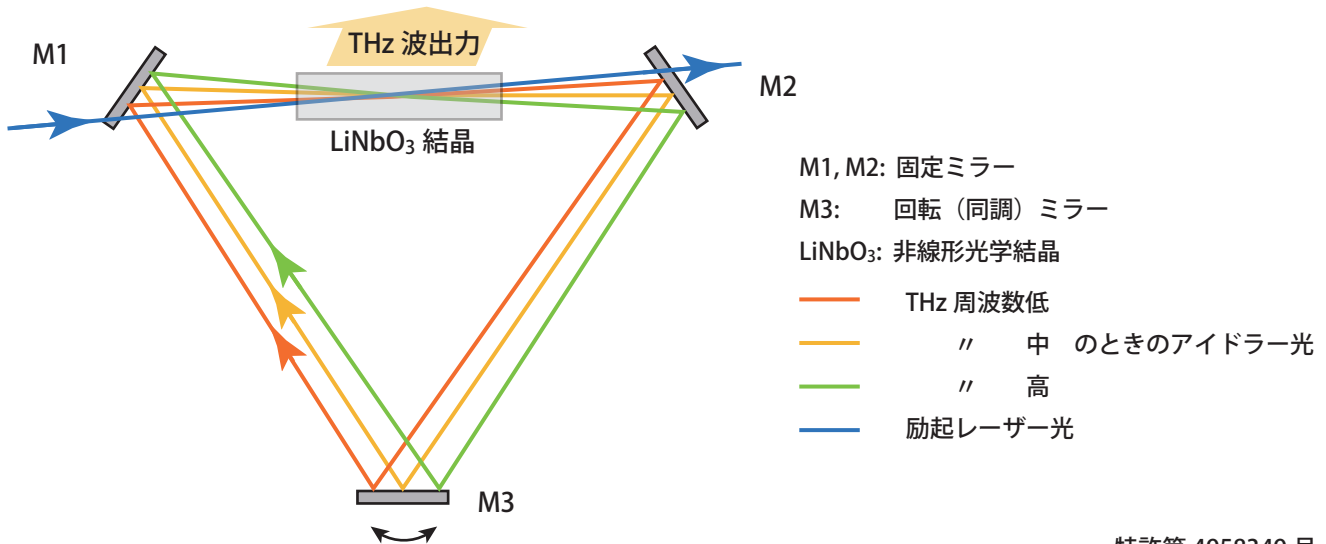 M1
THz 波出力
M2
LiNbO3 結晶
M1, M2: 固定ミラー
M3: 回転（同調）ミラー
LiNbO3: 非線形光学結晶
THz 周波数低
〃 中 のときのアイドラー光
〃 高
励起レーザー光
M3